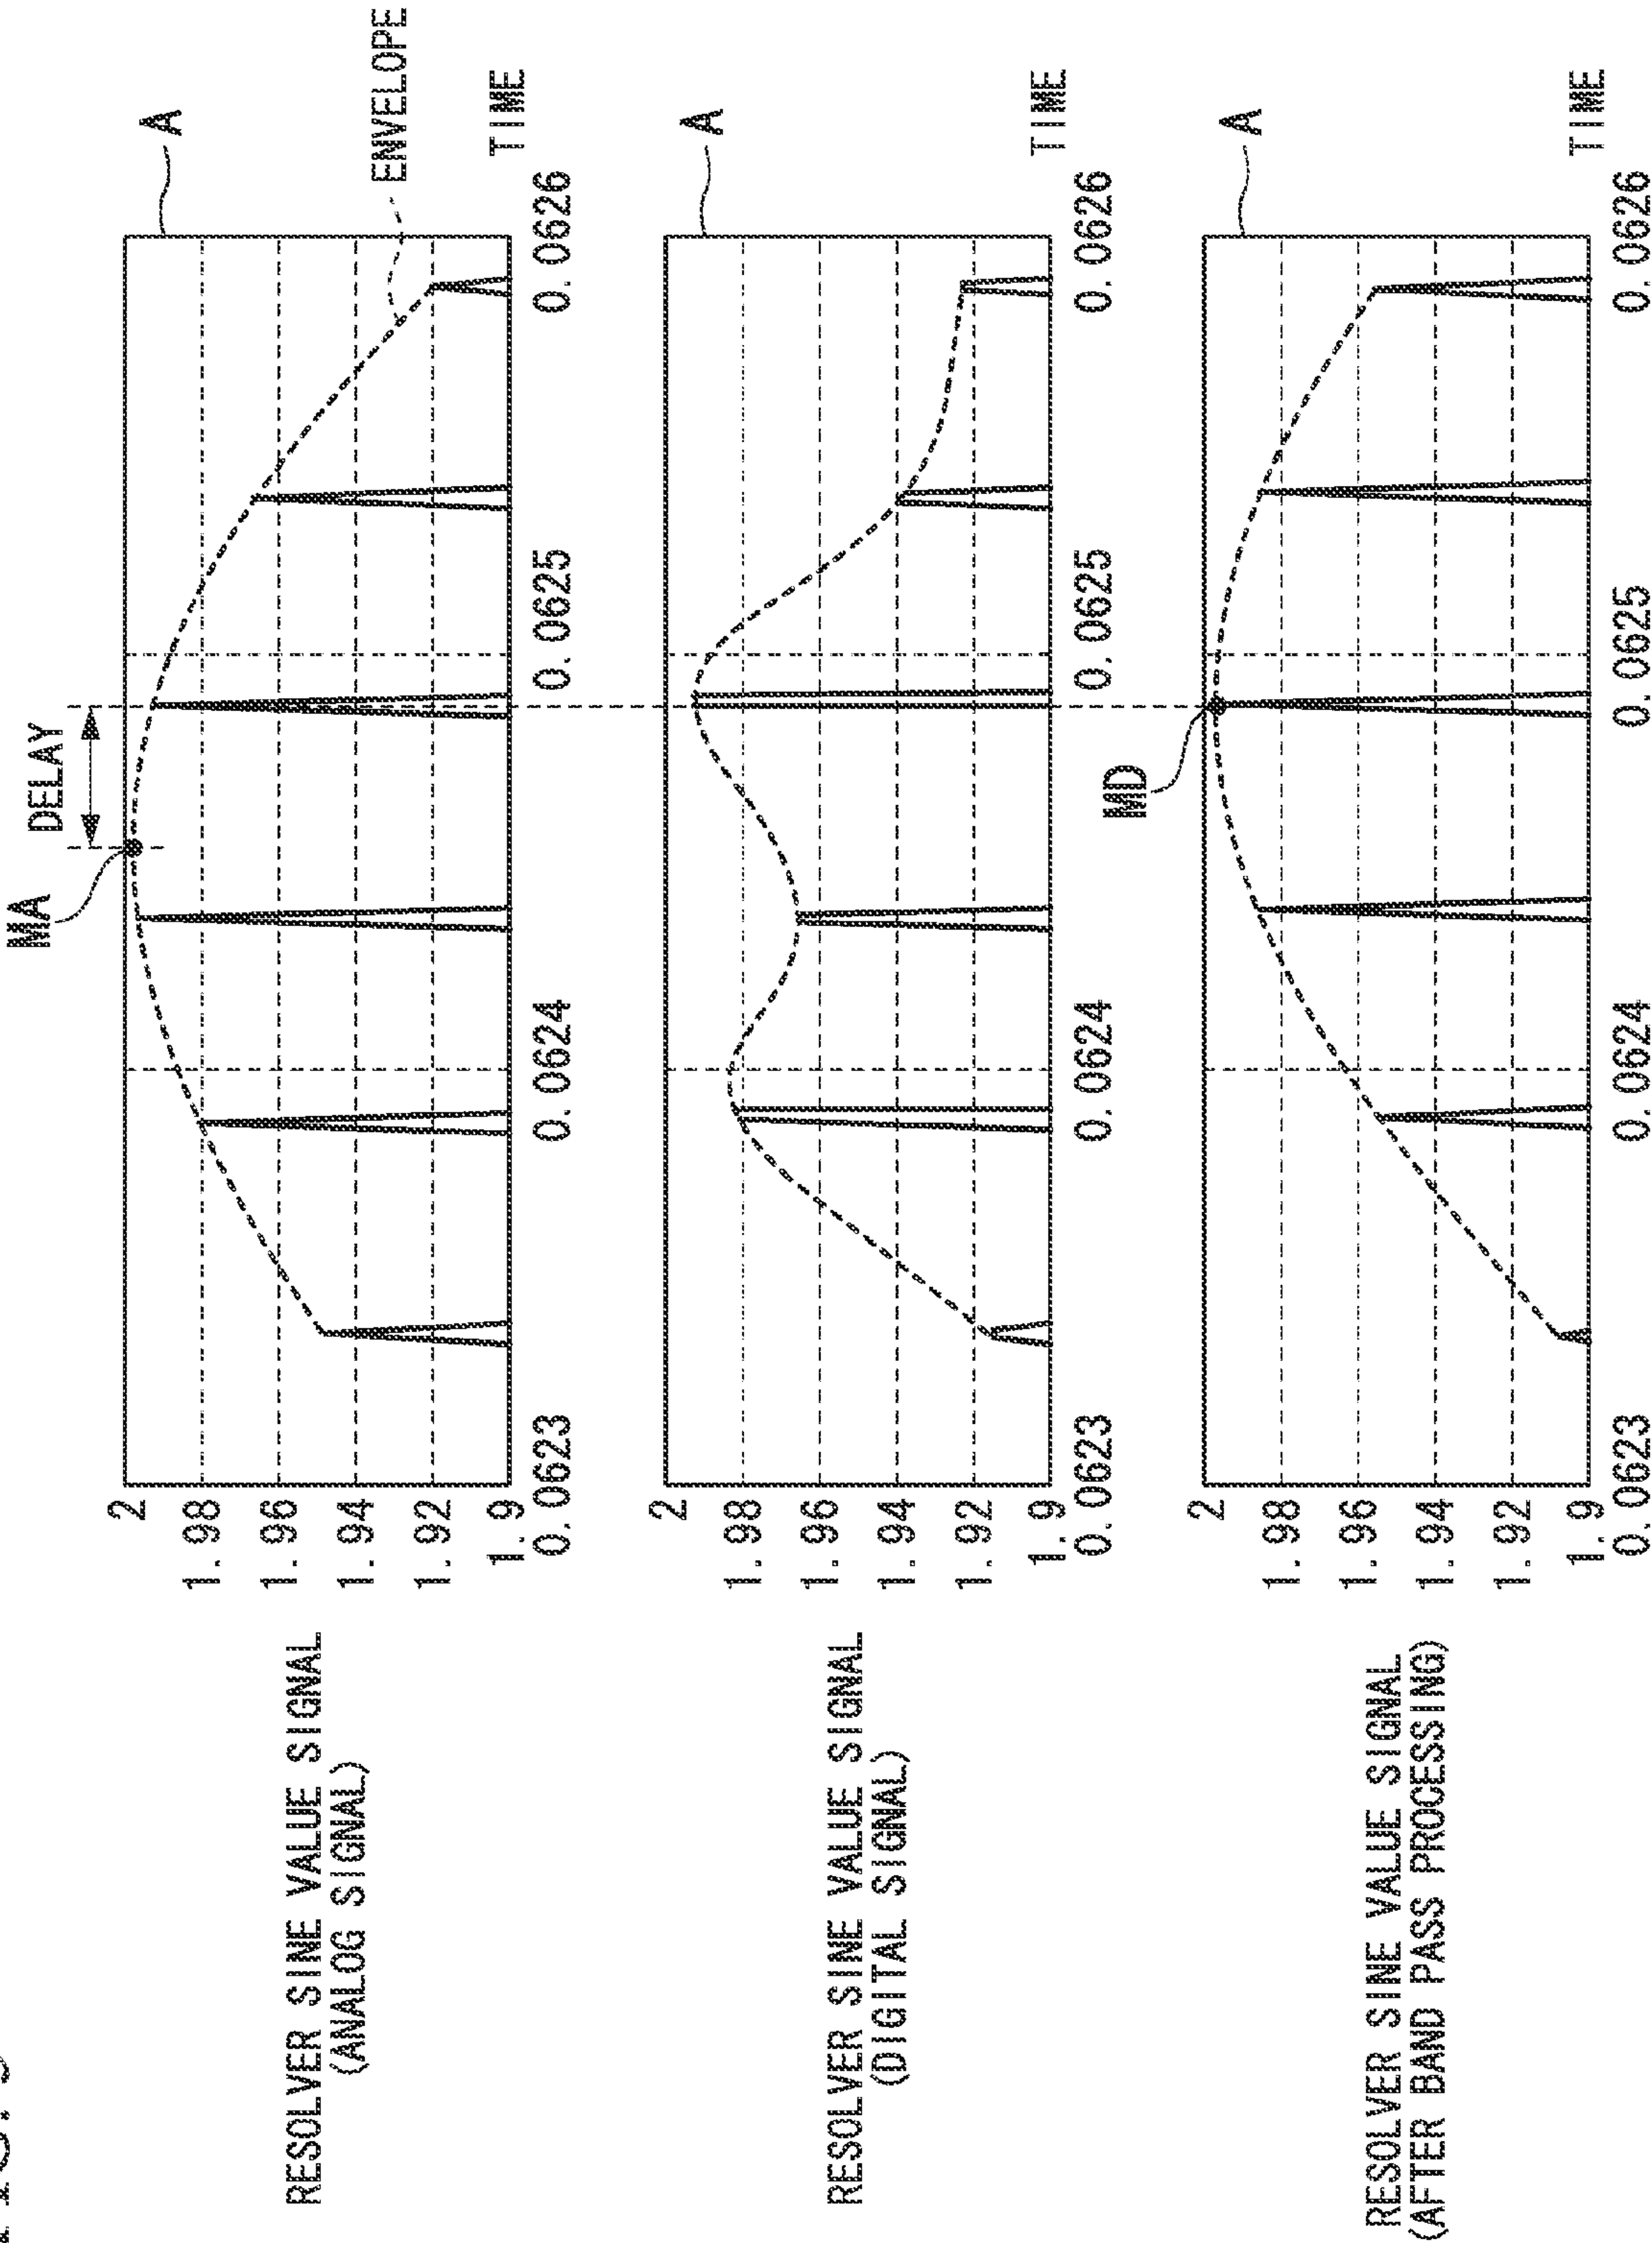 MA
DELAY
A
RESOLVER SINE VALUE SIGNAL
(ANALOG SIGNAL)
2
1.98
1.96
1.94
1.92
1.9
ENVELOPE
TIME
0.0623
0.0624
0.0625
0.0626
A
RESOLVER SINE VALUE SIGNAL
(DIGITAL SIGNAL)
2
1.98
1.96
1.94
1.92
1.9
TIME
0.0623
0.0624
0.0625
0.0626
MD
A
RESOLVER SINE VALUE SIGNAL
(AFTER BAND PASS PROCESSING)
2
1.98
1.96
1.94
1.92
1.9
TIME
0.0623
0.0624
0.0625
0.0626